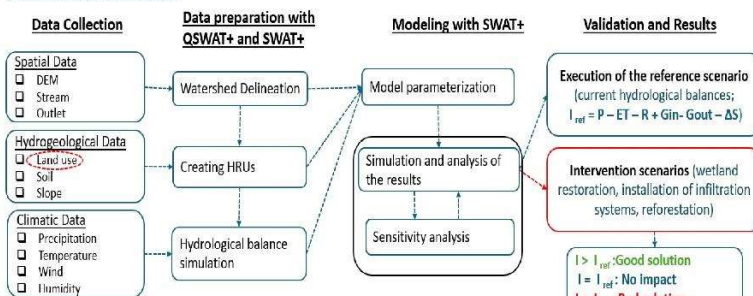 Data Collection
Data preparation with
QSWAT+ and SWAT+
Modeling with SWAT+
Validation and Results
Spatial Data
DEM
Stream
Outlet
Hydrogeological Data
Land use
Soil
Slope
Climatic Data
Precipitation
Temperature
Wind
Humidity
Watershed Delineation
Creating HRUs
Hydrological balance
simulation
Model parameterization
Simulation and analysis of
the results
Sensitivity analysis
Execution of the reference scenario
(current hydrological balances;
I ref = P – ET – R + Gin- Gout – ΔS)
Intervention scenarios (wetland
restoration, installation of infiltration
systems, reforestation)
I > I ref :Good solution
I = I ref : No impact